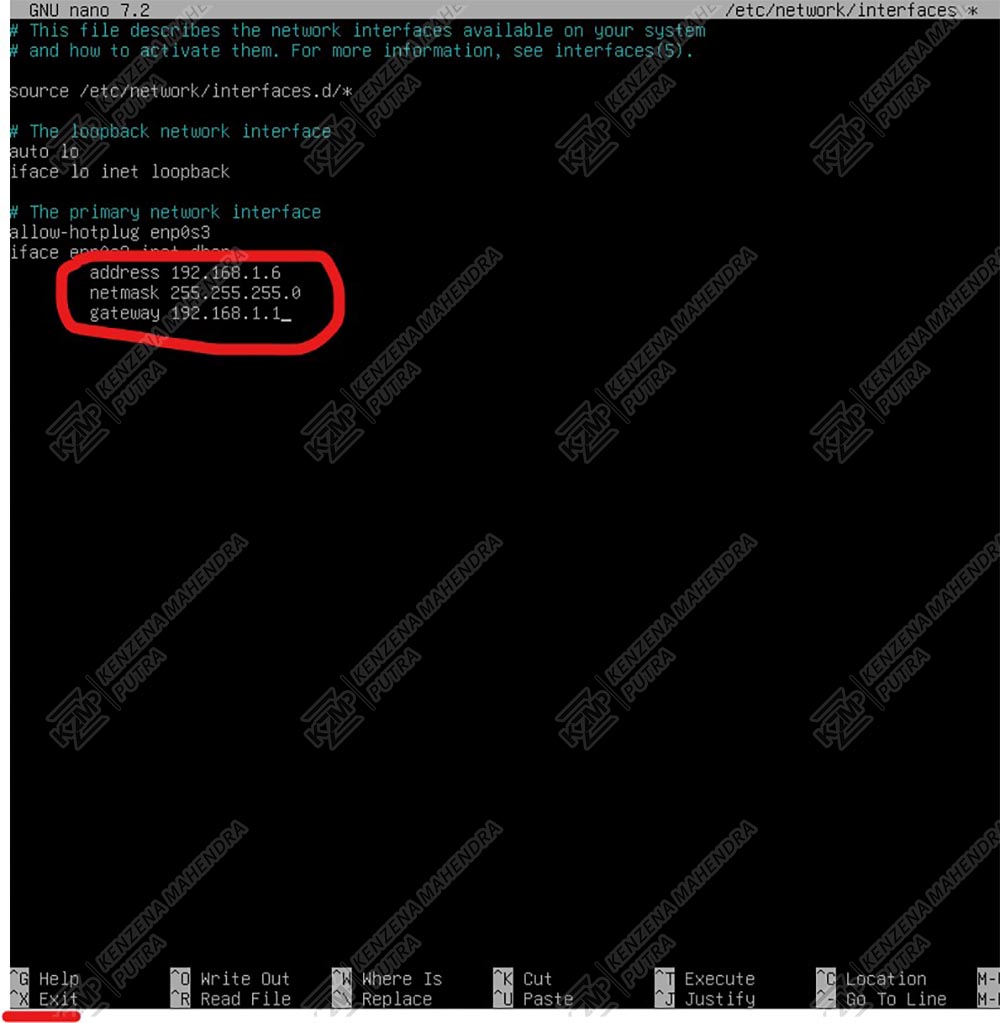 GNU nano 7.2 /etc/network/interfaces *
# This file describes the network interfaces available on your system
# and how to activate them. For more information, see interfaces(5).
source /etc/network/interfaces.d/*
# The loopback network interface
auto lo
iface lo inet loopback
# The primary network interface
allow-hotplug enp0s3
iface enp0s3 inet dhcp
address 192.168.1.6
netmask 255.255.255.0
gateway 192.168.1.1_
^G Help ^O Write Out ^W Where Is ^K Cut ^T Execute ^C Location
^X Exit ^R Read File ^\ Replace ^U Paste ^J Justify Go To Line
KZMP KENZENA MAHENDRA PUTRA